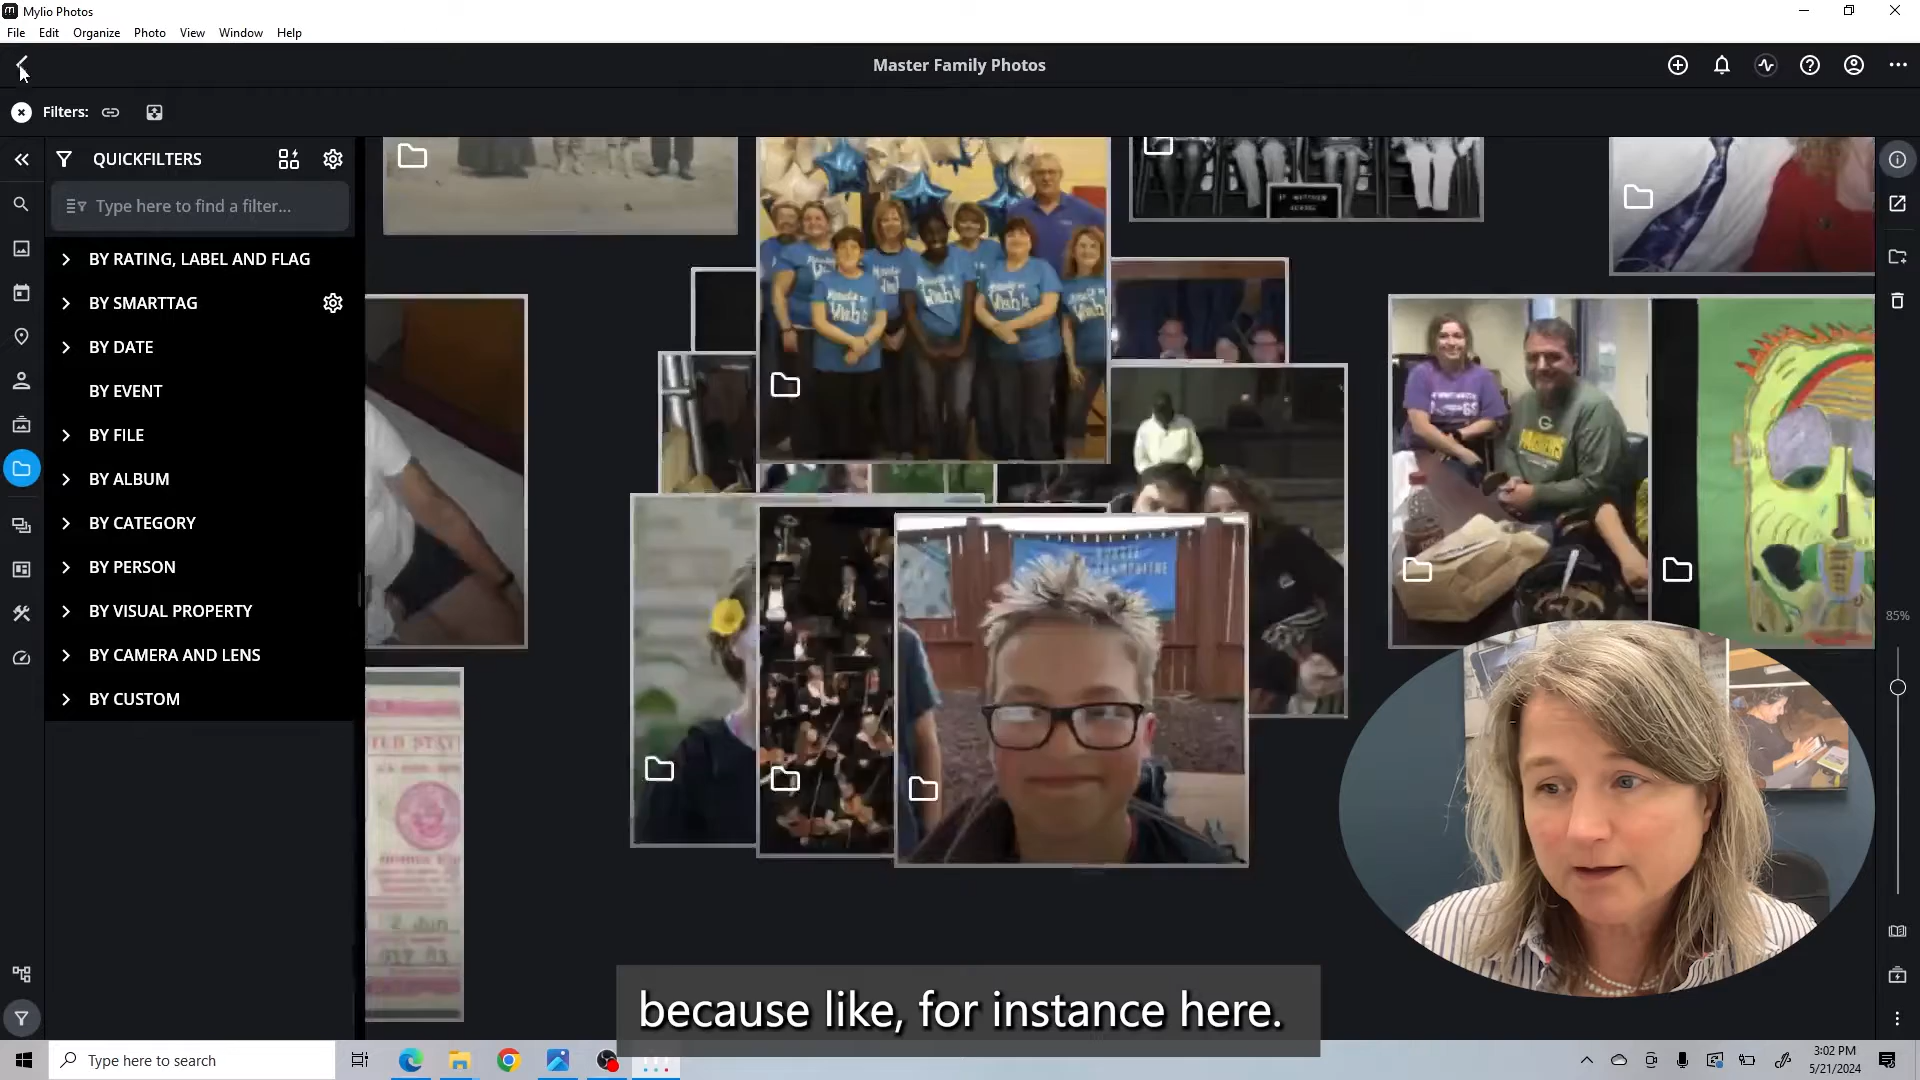 Mylio Photos
File Edit Organize Photo View Window Help
Master Family Photos
Filters:
QUICKFILTERS
Type here to find a filter...
BY RATING, LABEL AND FLAG
BY SMARTTAG
BY DATE
BY EVENT
BY FILE
BY ALBUM
BY CATEGORY
BY PERSON
BY VISUAL PROPERTY
BY CAMERA AND LENS
BY CUSTOM
G
85%
because like, for instance here.
Type here to search
3:02 PM
5/21/2024